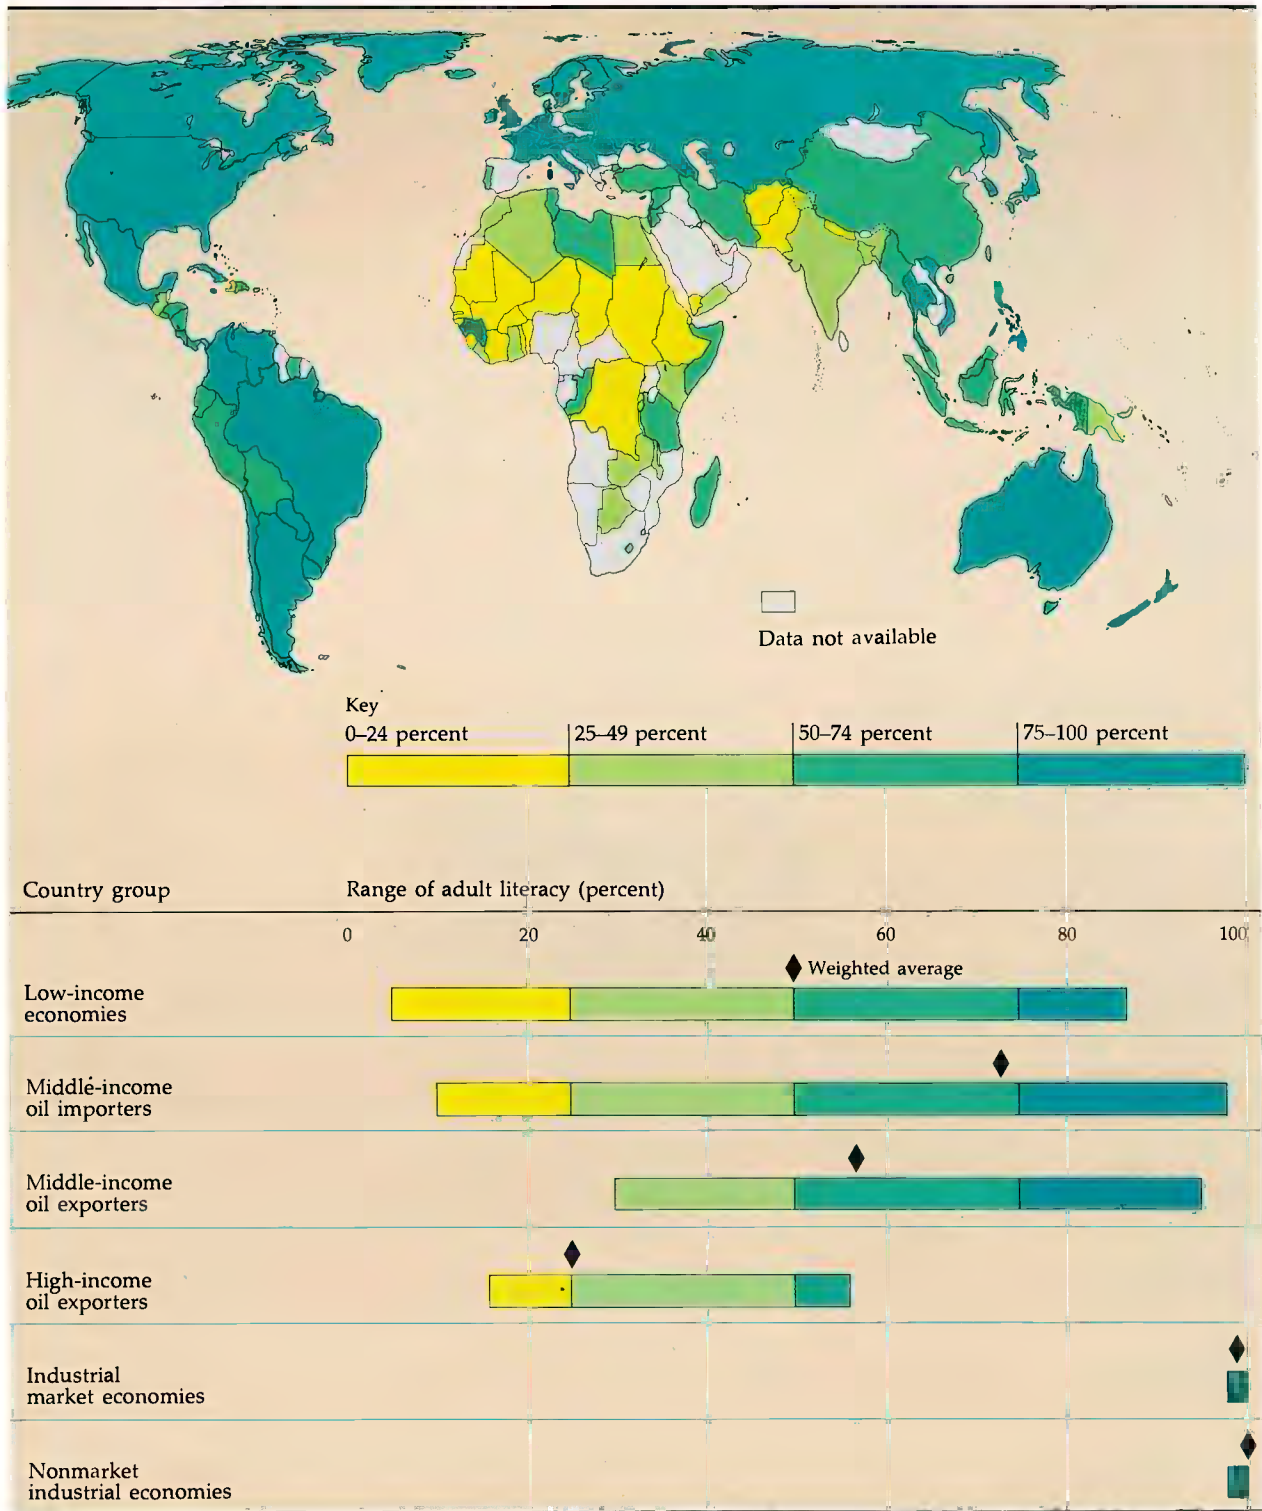 Data not available
Key
0–24 percent
25–49 percent
50–74 percent
75–100 percent
Country group
Range of adult literacy (percent)
0 20 40 60 80 100
Weighted average
Low-income
economies
Middle-income
oil importers
Middle-income
oil exporters
High-income
oil exporters
Industrial
market economies
Nonmarket
industrial economies